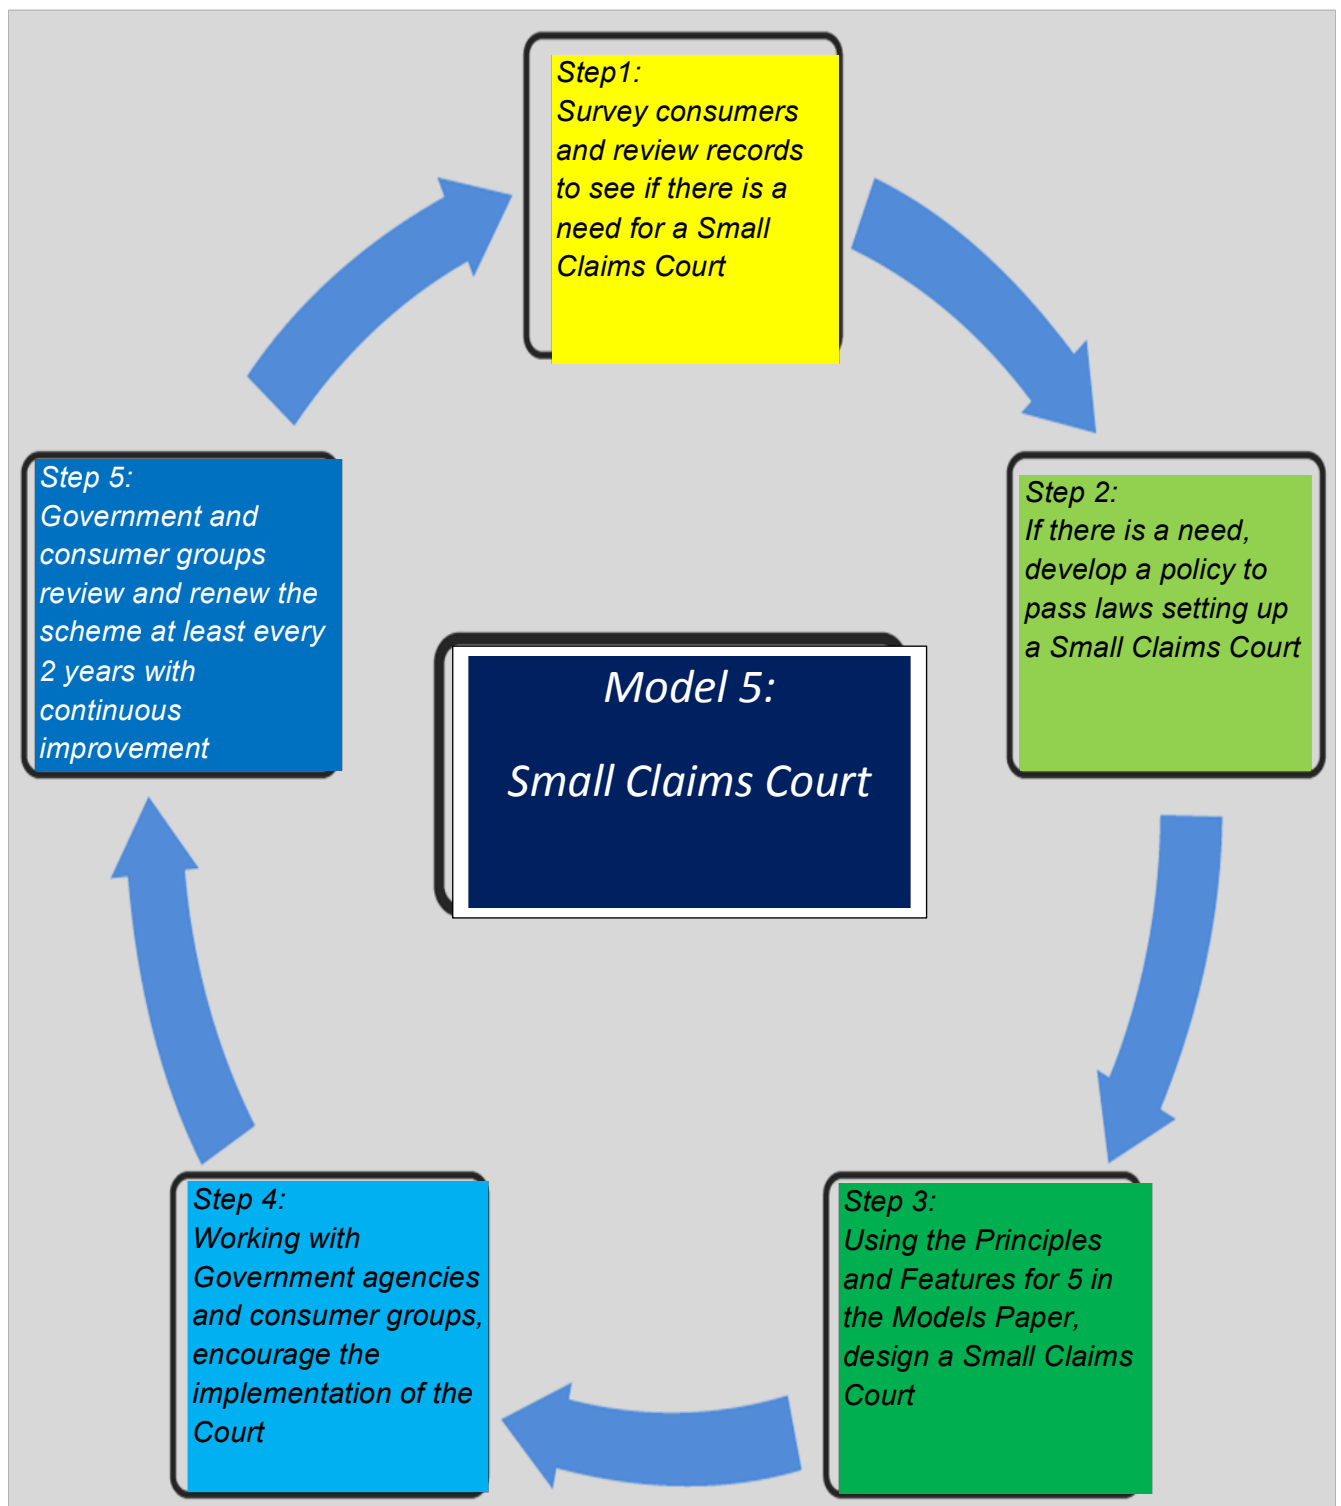 Step1:
Survey consumers
and review records
to see if there is a
need for a Small
Claims Court
Step 2:
If there is a need,
develop a policy to
pass laws setting up
a Small Claims Court
Step 3:
Using the Principles
and Features for 5 in
the Models Paper,
design a Small Claims
Court
Step 4:
Working with
Government agencies
and consumer groups,
encourage the
implementation of the
Court
Step 5:
Government and
consumer groups
review and renew the
scheme at least every
2 years with
continuous
improvement
Model 5:
Small Claims Court